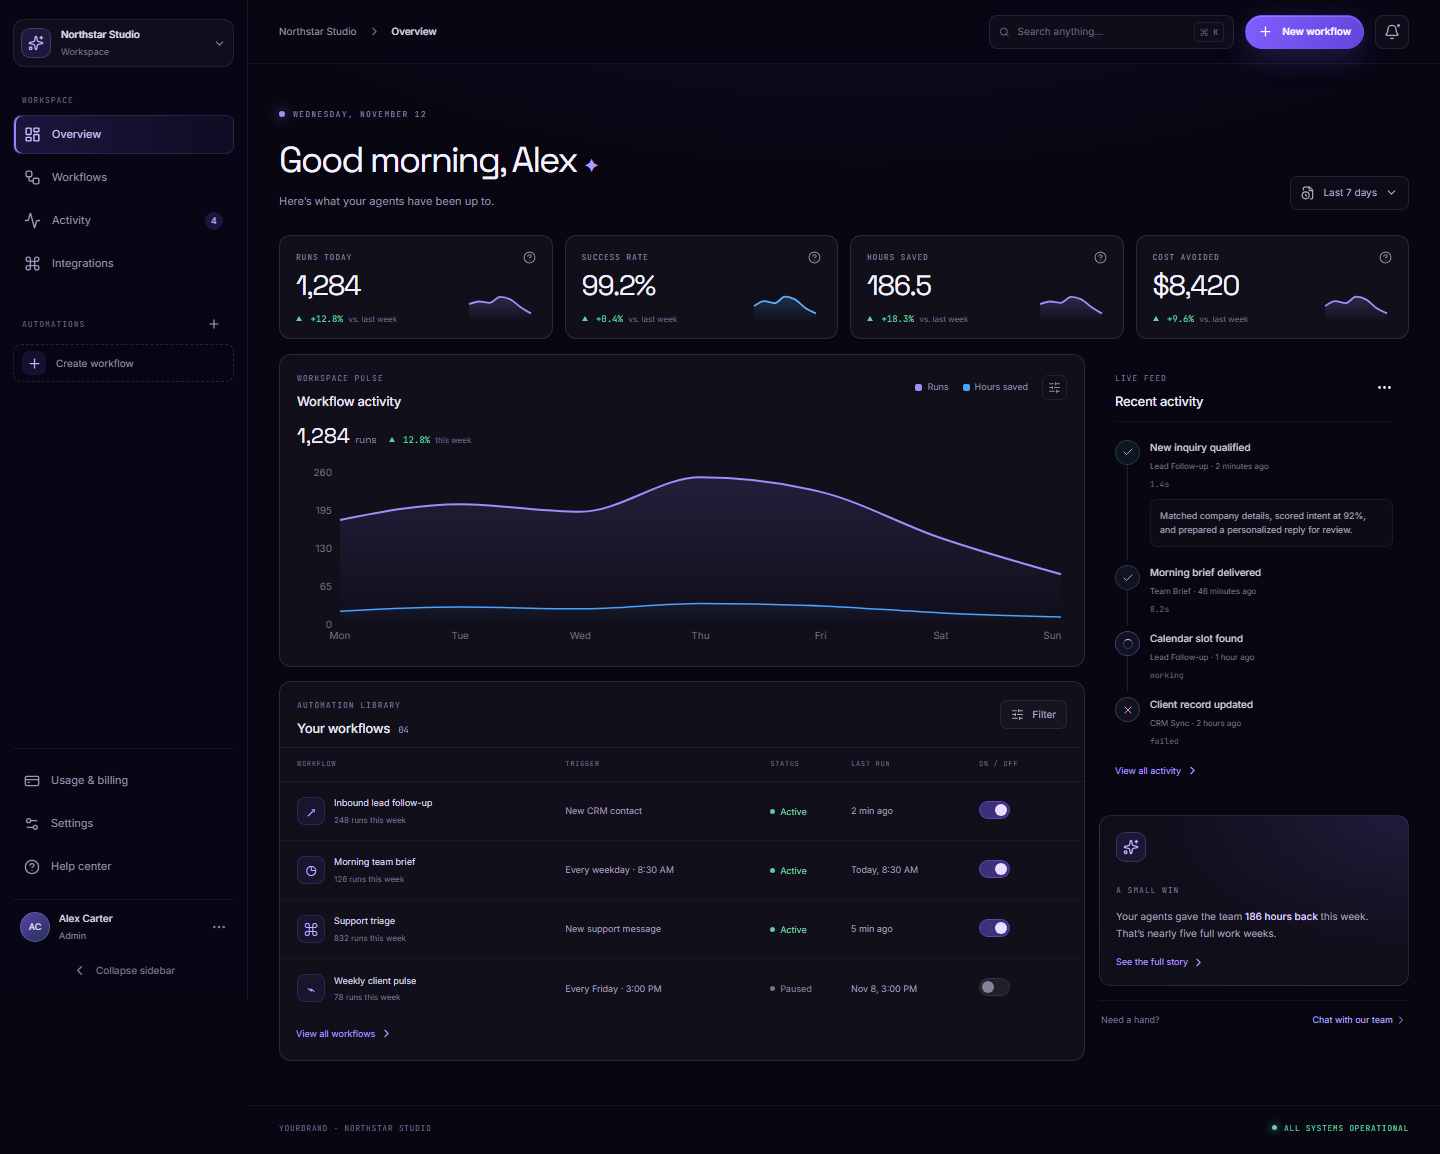 Northstar Studio
Workspace
WORKSPACE
Overview
Workflows
Activity
4
Integrations
AUTOMATIONS
Create workflow
Usage & billing
Settings
Help center
AC
Alex Carter
Admin
Collapse sidebar
Northstar Studio
Overview
Search anything...
⌘ K
New workflow
WEDNESDAY, NOVEMBER 12
Good morning, Alex
Here's what your agents have been up to.
Last 7 days
RUNS TODAY
1,284
+12.8% vs. last week
SUCCESS RATE
99.2%
+0.4% vs. last week
HOURS SAVED
186.5
+18.3% vs. last week
COST AVOIDED
$8,420
+9.6% vs. last week
WORKSPACE PULSE
Workflow activity
Runs
Hours saved
1,284 runs 12.8% this week
260
195
130
65
0
Mon Tue Wed Thu Fri Sat Sun
AUTOMATION LIBRARY
Your workflows 04
Filter
WORKFLOW TRIGGER STATUS LAST RUN ON / OFF
Inbound lead follow-up
248 runs this week
New CRM contact
Active
2 min ago
Morning team brief
126 runs this week
Every weekday · 8:30 AM
Active
Today, 8:30 AM
Support triage
832 runs this week
New support message
Active
5 min ago
Weekly client pulse
78 runs this week
Every Friday · 3:00 PM
Paused
Nov 8, 3:00 PM
View all workflows
LIVE FEED
Recent activity
New inquiry qualified
Lead Follow-up · 2 minutes ago
1.4s
Matched company details, scored intent at 92%,
and prepared a personalized reply for review.
Morning brief delivered
Team Brief · 46 minutes ago
8.2s
Calendar slot found
Lead Follow-up · 1 hour ago
working
Client record updated
CRM Sync · 2 hours ago
failed
View all activity
A SMALL WIN
Your agents gave the team 186 hours back this week.
That's nearly five full work weeks.
See the full story
Need a hand?
Chat with our team
YOURBRAND · NORTHSTAR STUDIO
ALL SYSTEMS OPERATIONAL